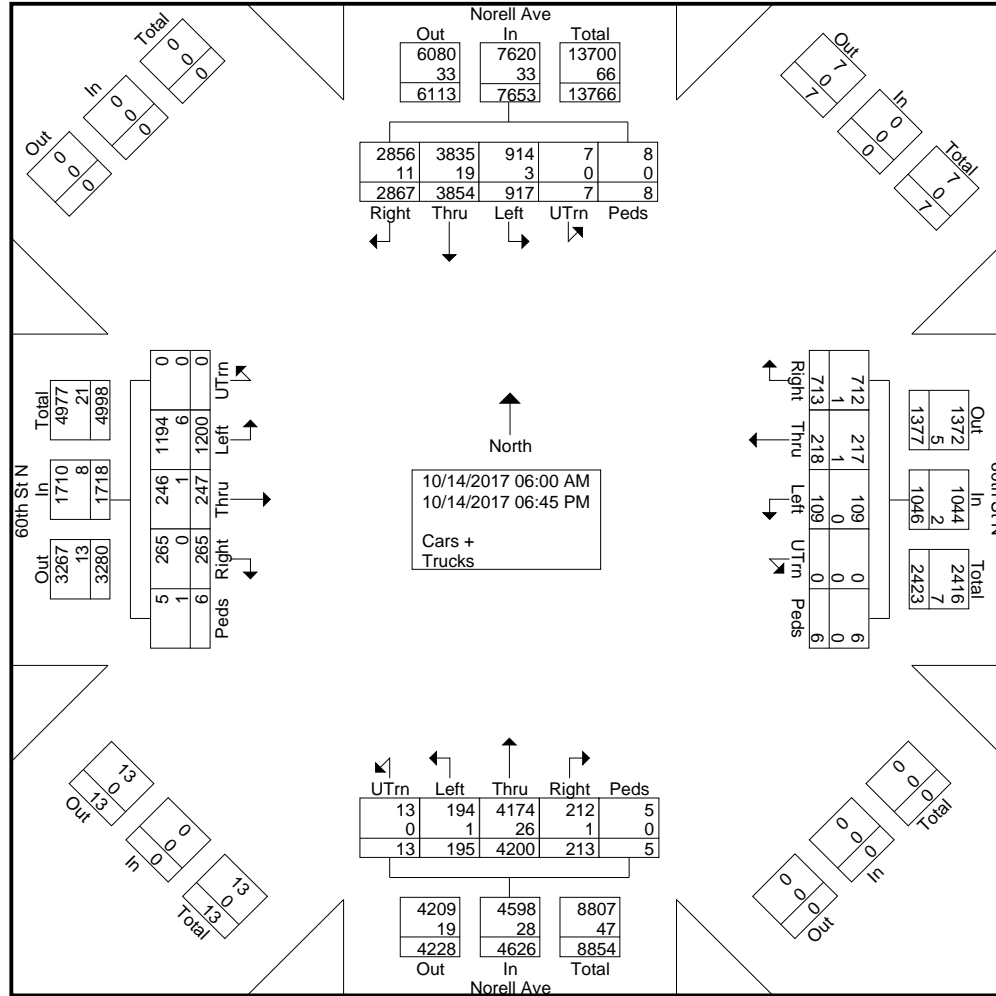 Norell Ave
Out In Total
6080 7620 13700
33 33 66
6113 7653 13766
2856 3835 914 7 8
11 19 3 0 0
2867 3854 917 7 8
Right Thru Left UTrn Peds
Total
0
0
0
In
0
0
0
Out
0
0
0
Out
7
0
7
In
0
0
0
Total
7
0
7
60th St N
Total
4977
21
4998
In
1710
8
1718
Out
3267
13
3280
0 0 0 UTrn
1194 6 1200 Left
246 1 247 Thru
265 0 265 Right
5 1 6 Peds
North
10/14/2017 06:00 AM
10/14/2017 06:45 PM
Cars +
Trucks
Right 713 1 712
Thru 218 1 217
Left 109 0 109
UTrn 0 0 0
Peds 6 0 6
Out
1372
5
1377
In
1044
2
1046
Total
2416
7
2423
St N
UTrn Left Thru Right Peds
13 194 4174 212 5
0 1 26 1 0
13 195 4200 213 5
4209 4598 8807
19 28 47
4228 4626 8854
Out In Total
Norell Ave
13
0
13
Out
0
0
0
In
13
0
13
Total
0
0
0
Total
0
0
0
In
0
0
0
Out